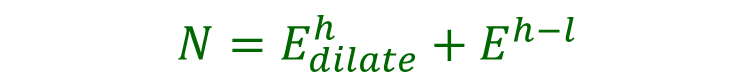 N = E^h_{dilate} + E^{h-l}